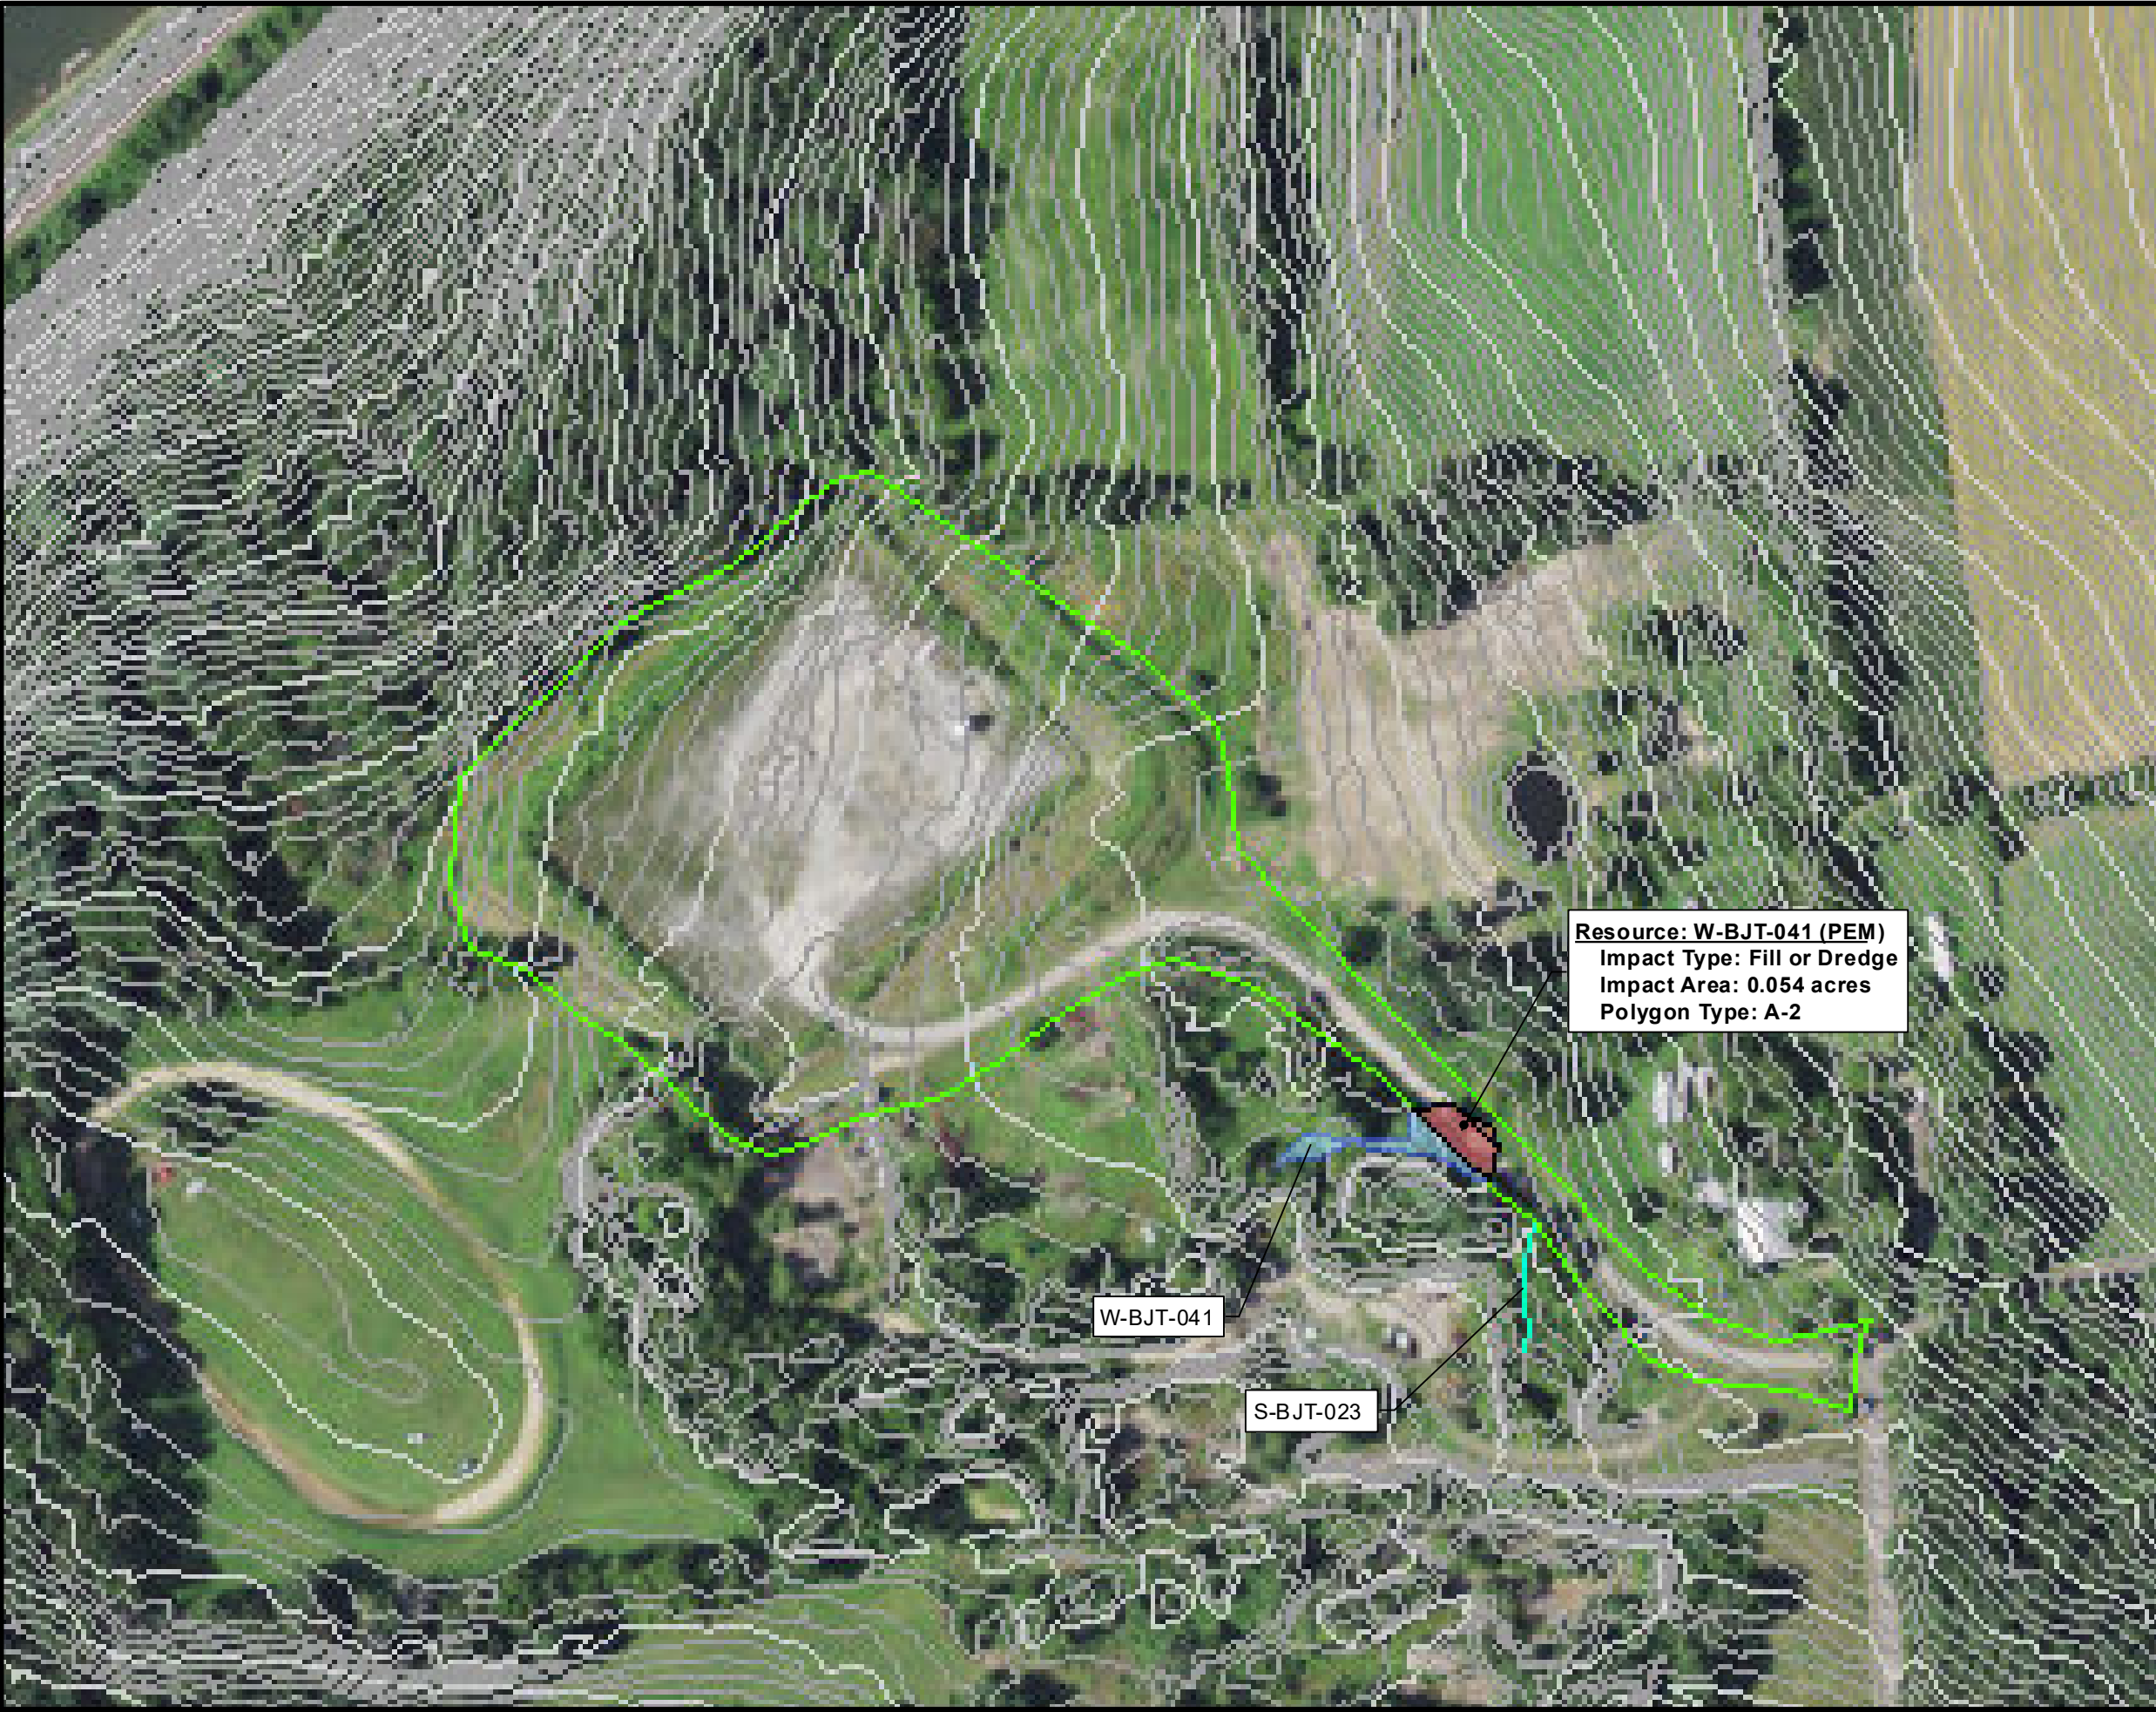 Resource: W-BJT-041 (PEM)
Impact Type: Fill or Dredge
Impact Area: 0.054 acres
Polygon Type: A-2
W-BJT-041
S-BJT-023